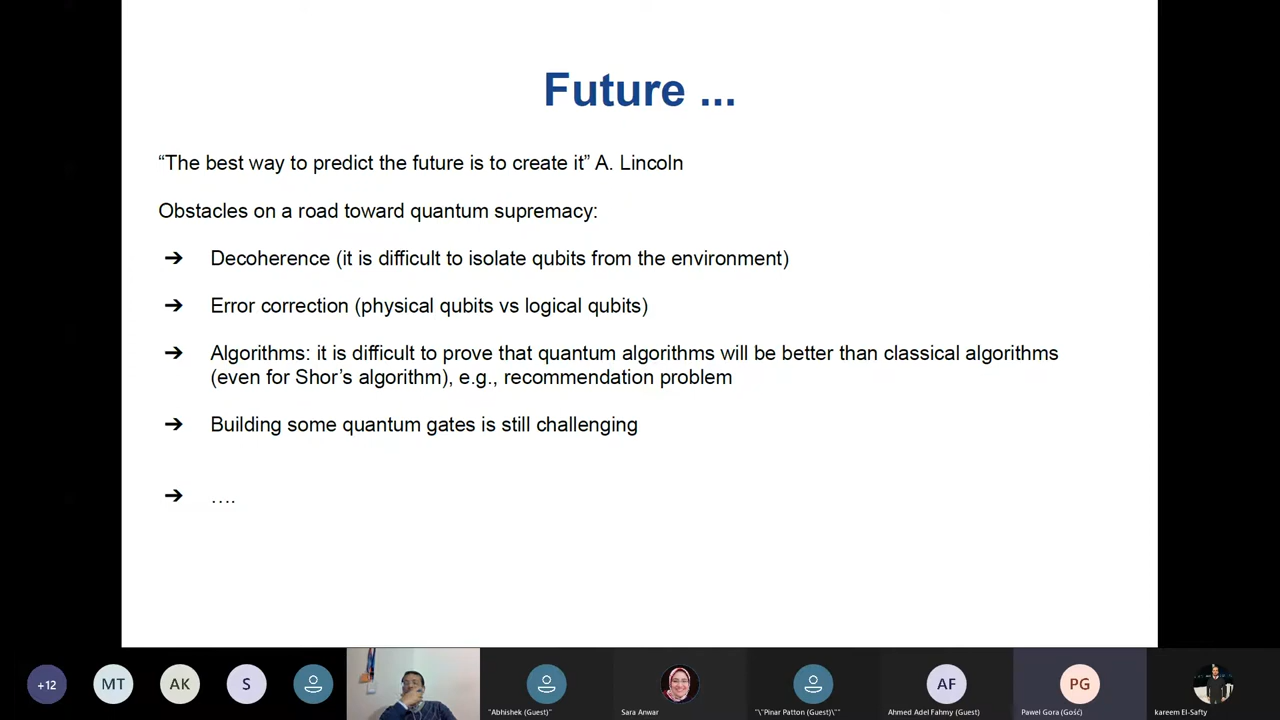 Future ...
“The best way to predict the future is to create it” A. Lincoln
Obstacles on a road toward quantum supremacy:
➔ Decoherence (it is difficult to isolate qubits from the environment)
➔ Error correction (physical qubits vs logical qubits)
➔ Algorithms: it is difficult to prove that quantum algorithms will be better than classical algorithms
(even for Shor’s algorithm), e.g., recommendation problem
➔ Building some quantum gates is still challenging
➔ ….
+12 MT AK S AF PG
"Abhishek (Guest)" Sara Anwar "\"Pinar Patton (Guest)\"" Ahmed Adel Fahmy (Guest) Paweł Gora (Gość) kareem El-Safty